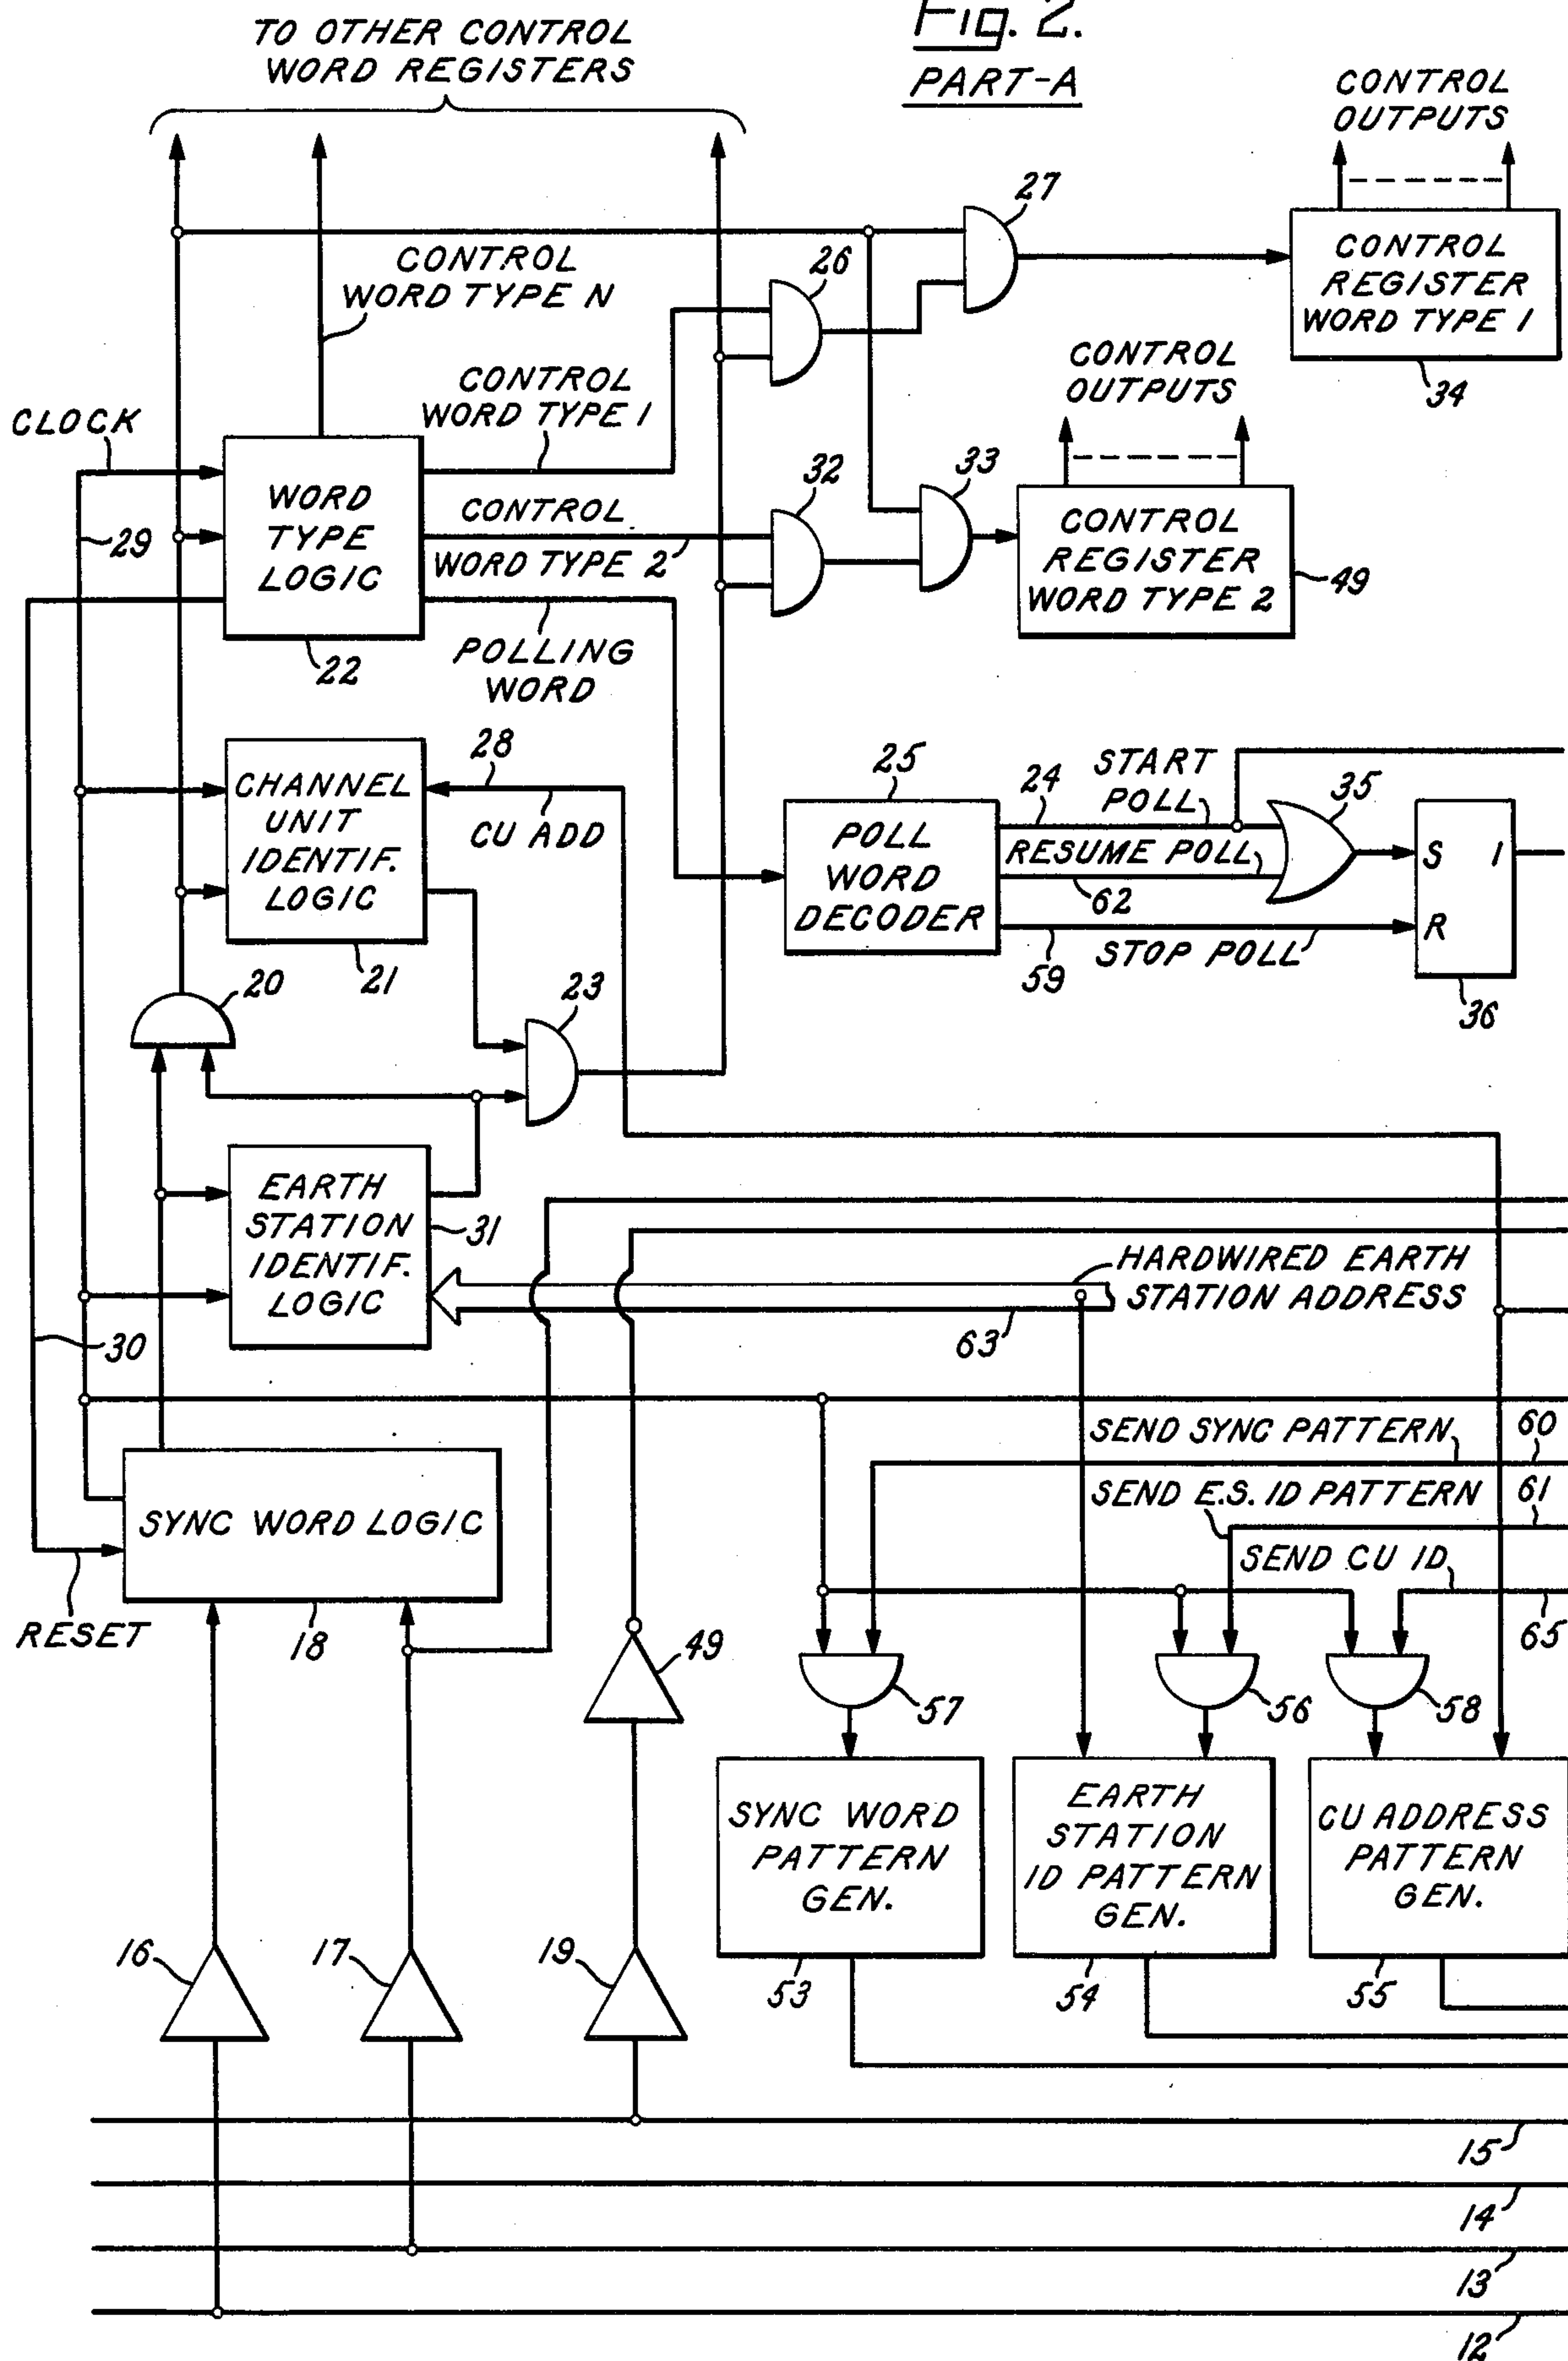 Fig. 2.
PART-A
TO OTHER CONTROL
WORD REGISTERS
CONTROL
OUTPUTS
27
CONTROL
WORD TYPE N
26
CONTROL
REGISTER
WORD TYPE 1
34
CONTROL
OUTPUTS
CONTROL
WORD TYPE 1
CLOCK
29
WORD
TYPE
LOGIC
22
CONTROL
WORD TYPE 2
32
33
CONTROL
REGISTER
WORD TYPE 2
49
POLLING
WORD
28
CU ADD
CHANNEL
UNIT
IDENTIF.
LOGIC
21
25
POLL
WORD
DECODER
24
START
POLL
RESUME POLL
62
59
STOP POLL
35
S 1
R
36
20
23
EARTH
STATION
IDENTIF.
LOGIC
31
HARDWIRED EARTH
STATION ADDRESS
63
30
SEND SYNC PATTERN
60
SEND E.S. ID PATTERN
61
SEND CU ID
65
SYNC WORD LOGIC
RESET
18
49
57
56
58
SYNC WORD
PATTERN
GEN.
53
EARTH
STATION
ID PATTERN
GEN.
54
CU ADDRESS
PATTERN
GEN.
55
16
17
19
15
14
13
12